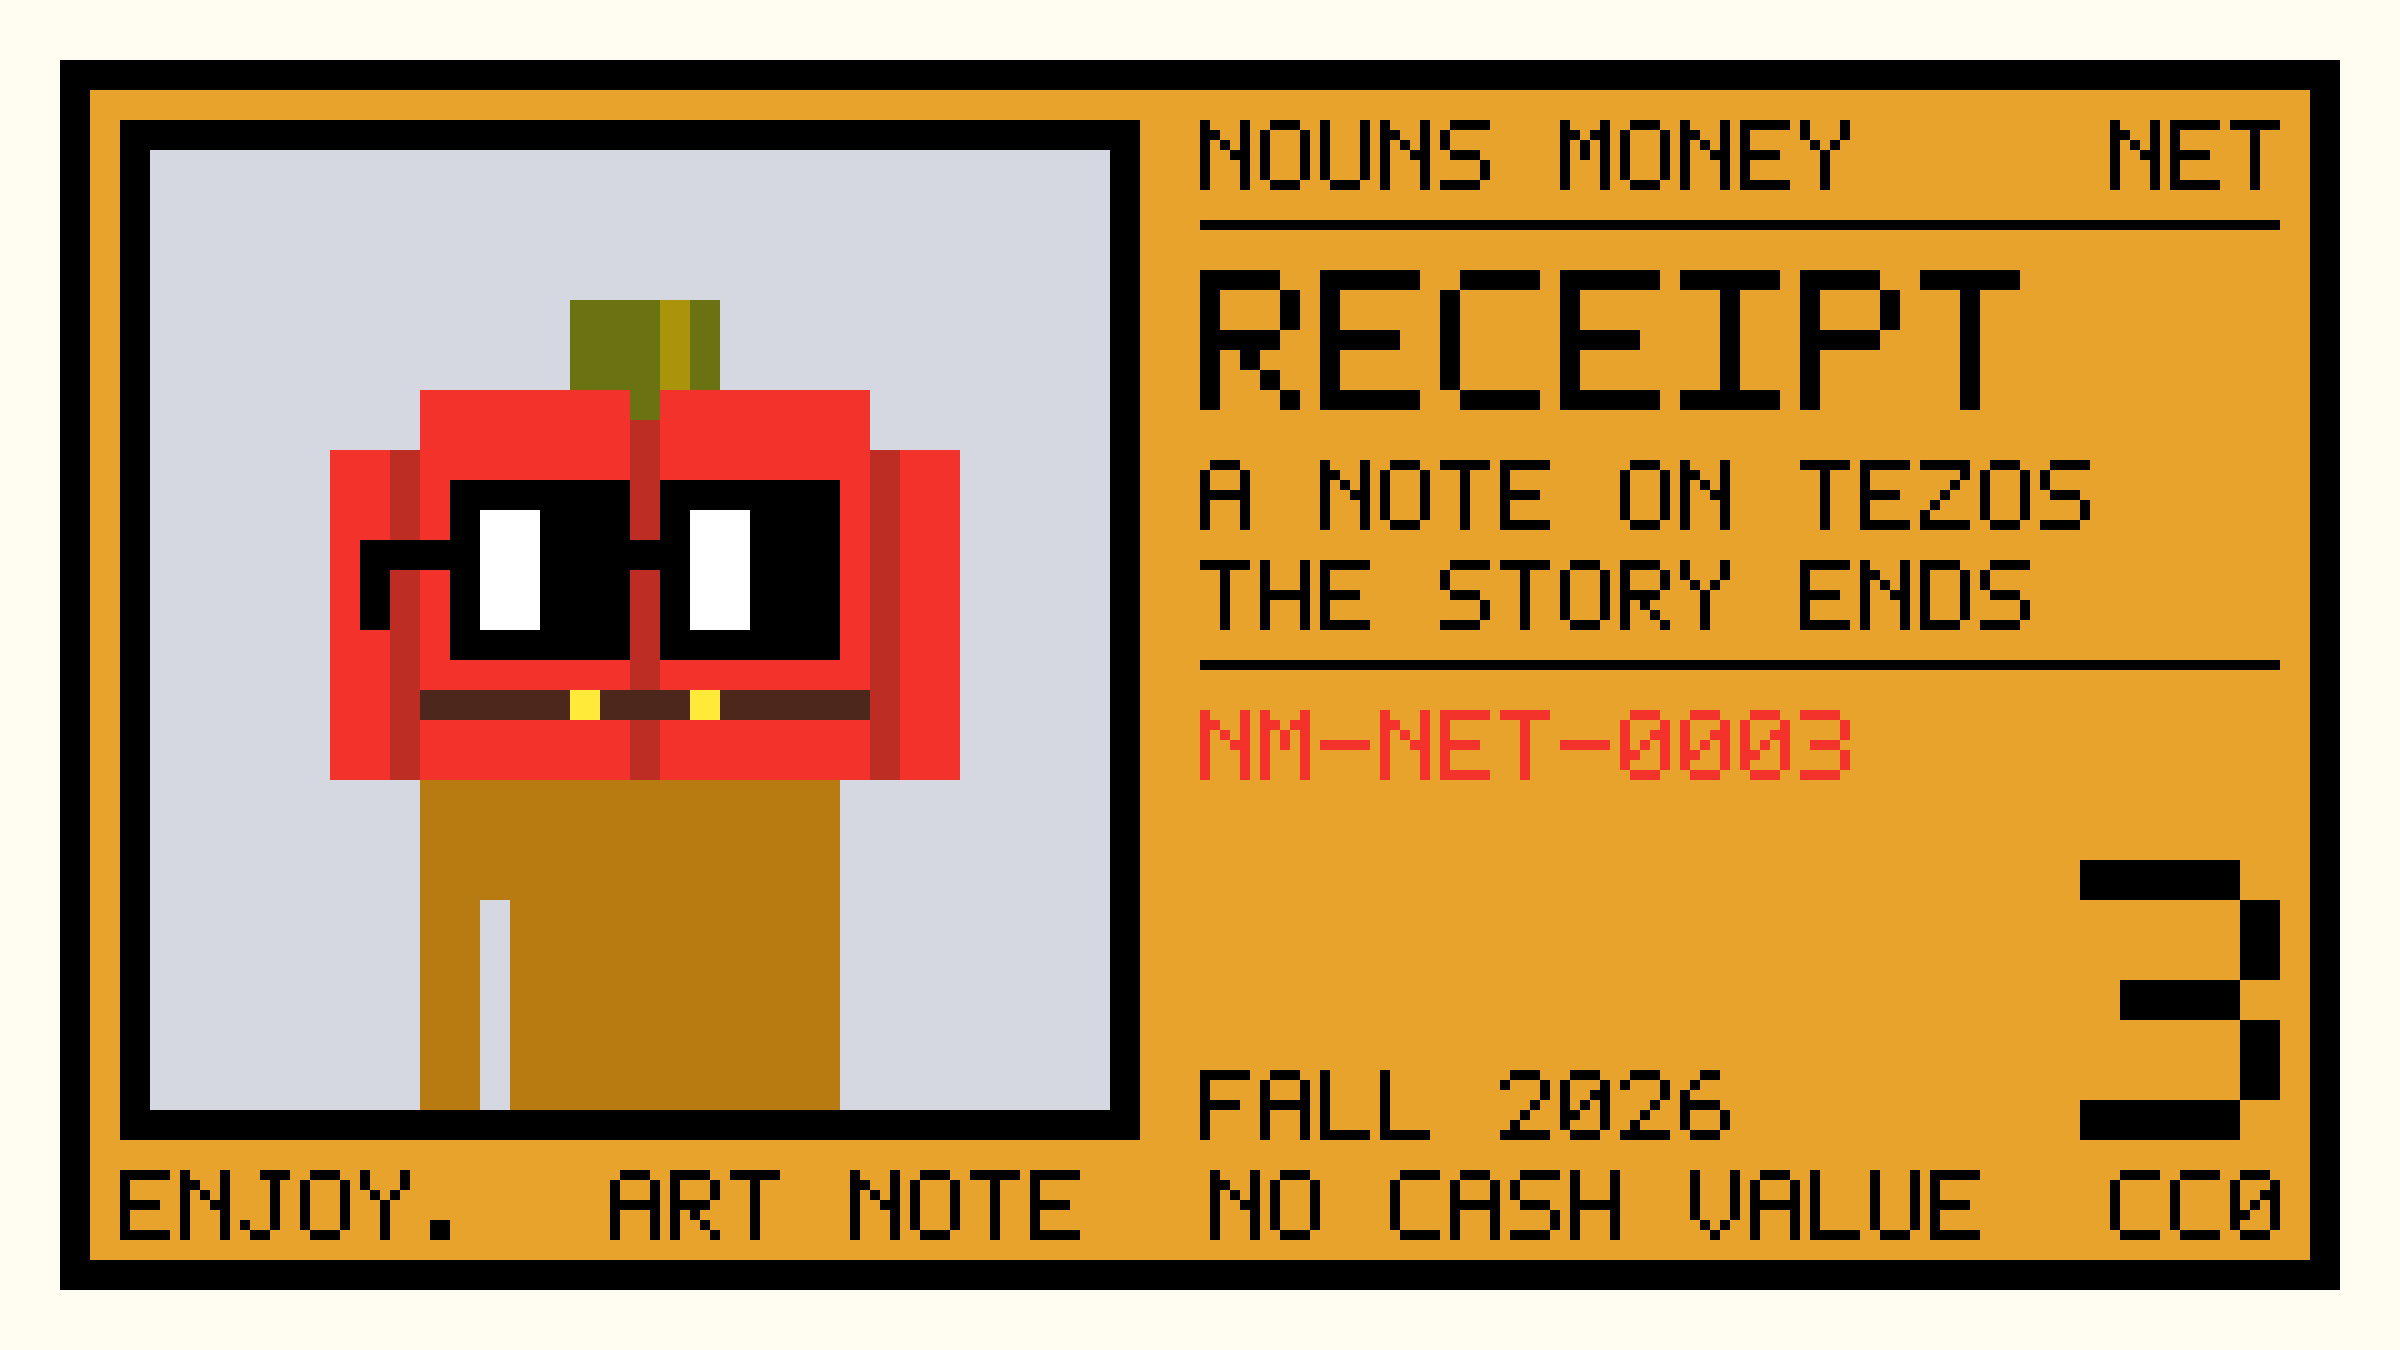 NOUNS MONEY NET
RECEIPT
A NOTE ON TEZOS
THE STORY ENDS
NM-NET-0003
3
FALL 2026
ENJOY. ART NOTE NO CASH VALUE CC0